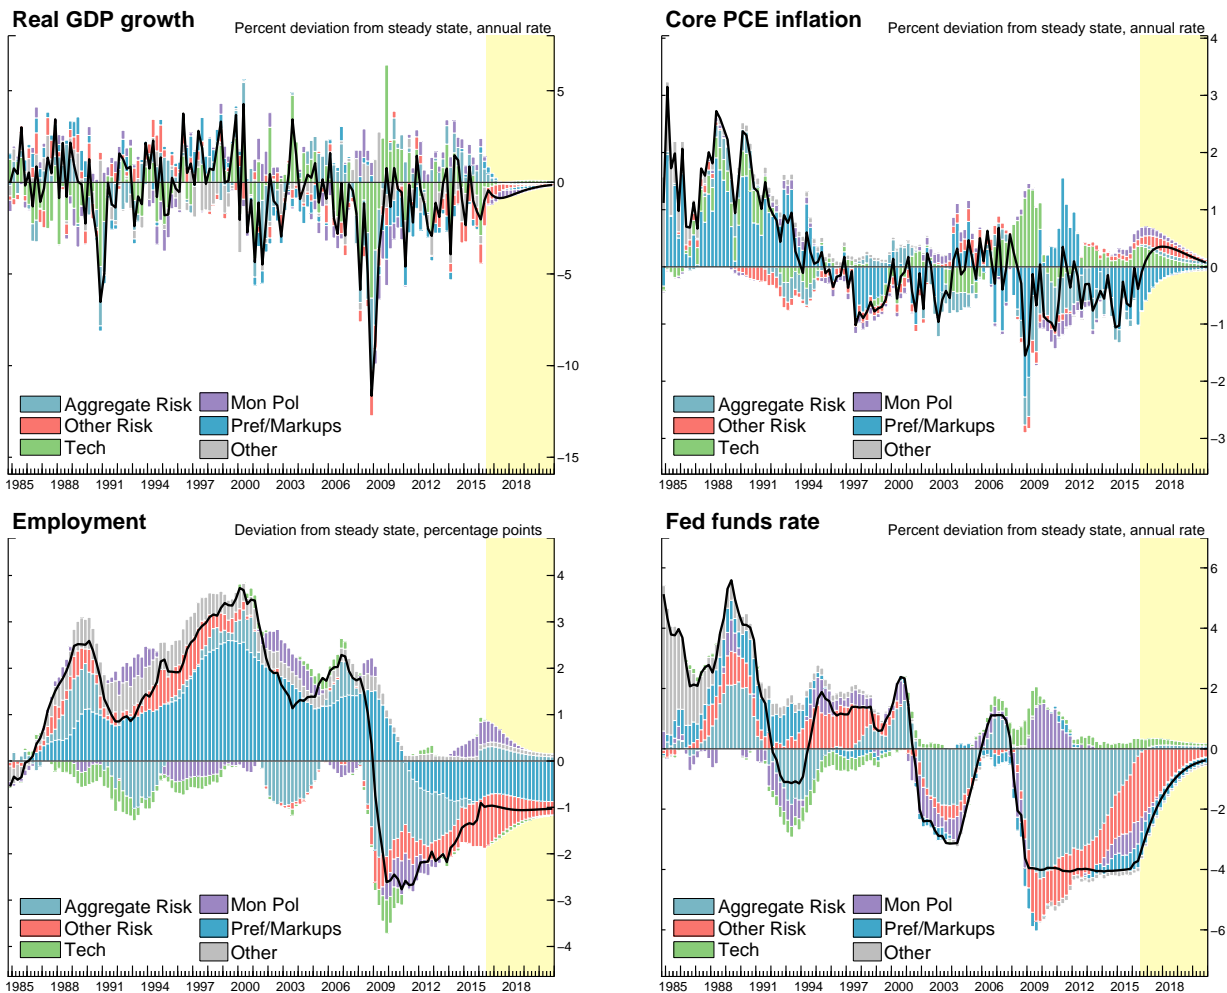 Real GDP growth
Percent deviation from steady state, annual rate
5
0
−5
−10
−15
Aggregate Risk
Other Risk
Tech
Mon Pol
Pref/Markups
Other
1985 1988 1991 1994 1997 2000 2003 2006 2009 2012 2015 2018
Core PCE inflation
Percent deviation from steady state, annual rate
4
3
2
1
0
−1
−2
−3
Aggregate Risk
Other Risk
Tech
Mon Pol
Pref/Markups
Other
1985 1988 1991 1994 1997 2000 2003 2006 2009 2012 2015 2018
Employment
Deviation from steady state, percentage points
4
3
2
1
0
−1
−2
−3
−4
Aggregate Risk
Other Risk
Tech
Mon Pol
Pref/Markups
Other
1985 1988 1991 1994 1997 2000 2003 2006 2009 2012 2015 2018
Fed funds rate
Percent deviation from steady state, annual rate
6
4
2
0
−2
−4
−6
Aggregate Risk
Other Risk
Tech
Mon Pol
Pref/Markups
Other
1985 1988 1991 1994 1997 2000 2003 2006 2009 2012 2015 2018